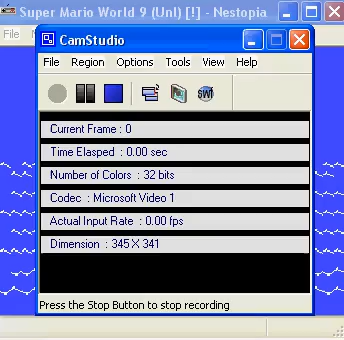 Super Mario World 9 (Unl) [!] - Nestopia
CamStudio
File Region Options Tools View Help
SWF
Current Frame : 0
Time Elasped : 0.00 sec
Number of Colors : 32 bits
Codec : Microsoft Video 1
Actual Input Rate : 0.00 fps
Dimension : 345 X 341
Press the Stop Button to stop recording